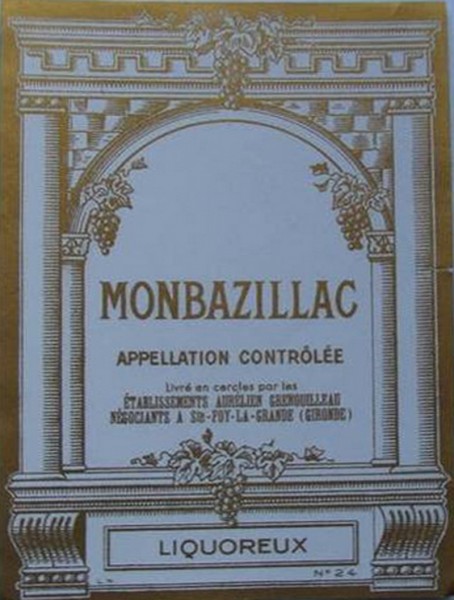 MONBAZILLAC
APPELLATION CONTRÔLÉE
Livré en cercles par les
ÉTABLISSEMENTS AURÉLIEN GRENOUILLEAU
NÉGOCIANTS A Ste-FOY-LA-GRANDE (GIRONDE)
LIQUOREUX
No 24